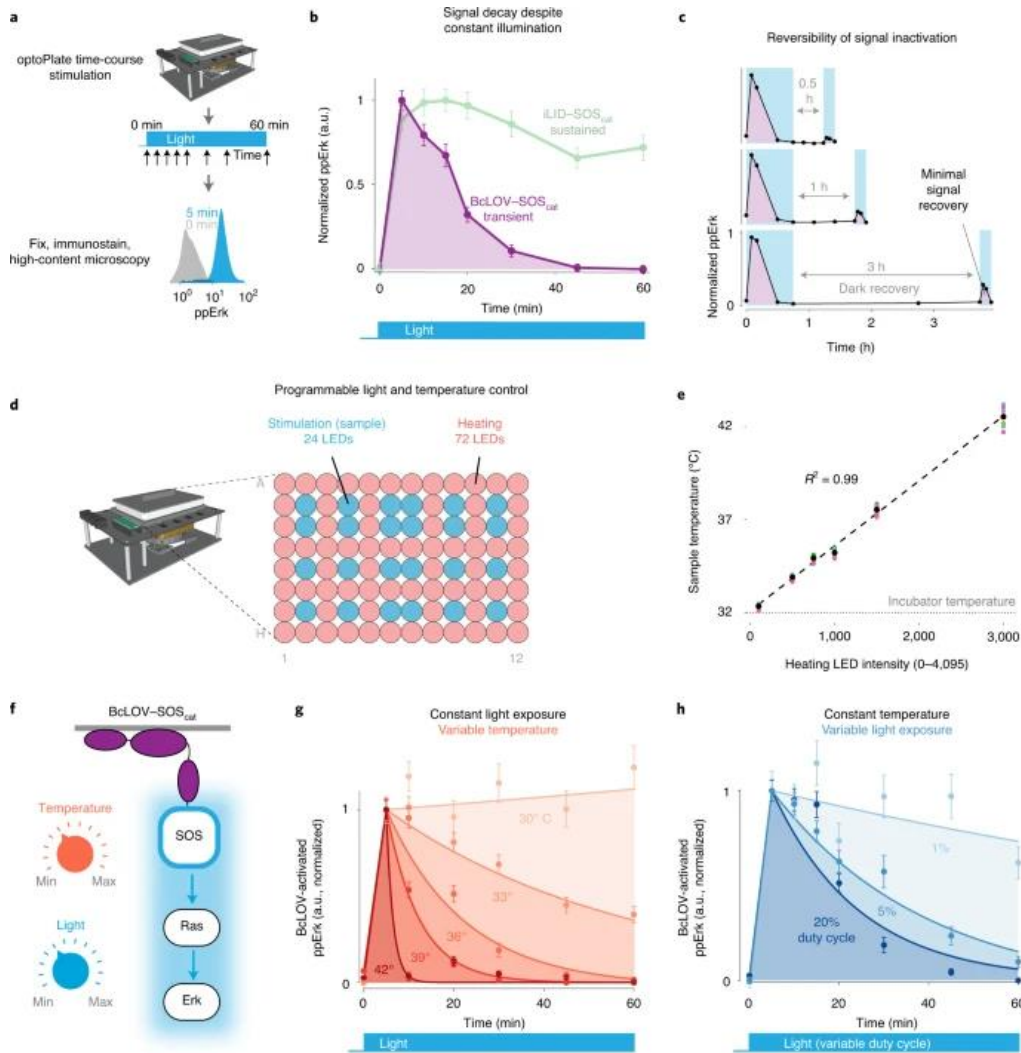 a
optoPlate time-course
stimulation
0 min
60 min
Light
Time
Fix, immunostain,
high-content microscopy
5 min
0 min
10⁰ 10¹ 10²
ppErk
b
Signal decay despite
constant illumination
Normalized ppErk (a.u.)
1
0.5
0
iLID–SOScat
sustained
BcLOV–SOScat
transient
0 20 40 60
Time (min)
Light
c
Reversibility of signal inactivation
0.5
h
1 h
Minimal
signal
recovery
3 h
Dark recovery
Normalized ppErk
1
0
0 1 2 3
Time (h)
d
Programmable light and temperature control
Stimulation (sample)
24 LEDs
Heating
72 LEDs
A
H
1 12
e
Sample temperature (°C)
42
37
32
R² = 0.99
Incubator temperature
0 1,000 2,000 3,000
Heating LED intensity (0–4,095)
f
BcLOV–SOScat
Temperature
Min Max
Light
Min Max
SOS
Ras
Erk
g
Constant light exposure
Variable temperature
BcLOV-activated
ppErk (a.u., normalized)
1
0
30° C
33°
36°
39°
42°
0 20 40 60
Time (min)
Light
h
Constant temperature
Variable light exposure
BcLOV-activated
ppErk (a.u., normalized)
1
0
1%
5%
20%
duty cycle
0 20 40 60
Time (min)
Light (variable duty cycle)